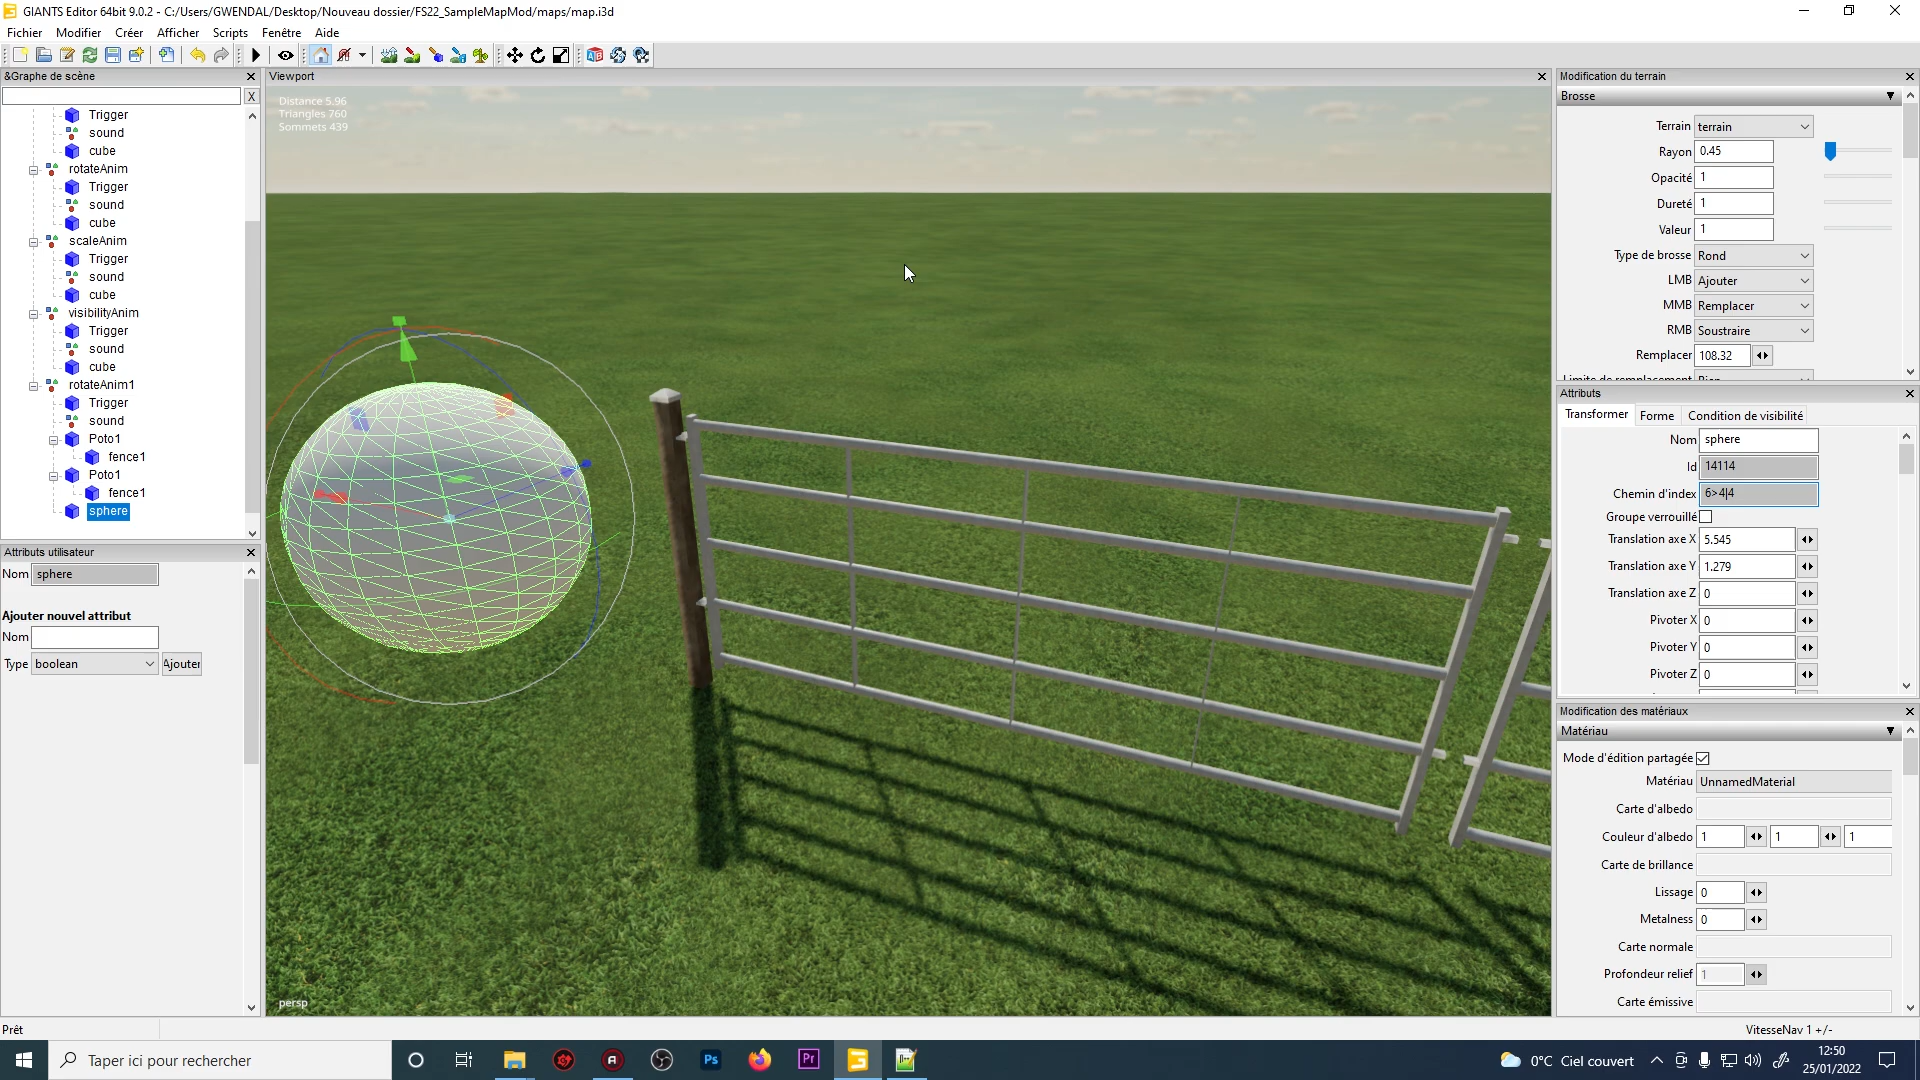 GIANTS Editor 64bit 9.0.2 - C:/Users/GWENDAL/Desktop/Nouveau dossier/FS22_SampleMapMod/maps/map.i3d
Fichier Modifier Créer Afficher Scripts Fenêtre Aide
&Graphe de scène
X
Trigger
sound
cube
rotateAnim
Trigger
sound
cube
scaleAnim
Trigger
sound
cube
visibilityAnim
Trigger
sound
cube
rotateAnim1
Trigger
sound
Poto1
fence1
Poto1
fence1
sphere
Attributs utilisateur
Nom sphere
Ajouter nouvel attribut
Nom
Type boolean Ajouter
Viewport
Distance 5.96
Triangles 760
Sommets 439
persp
Modification du terrain
Brosse
Terrain terrain
Rayon 0.45
Opacité 1
Dureté 1
Valeur 1
Type de brosse Rond
LMB Ajouter
MMB Remplacer
RMB Soustraire
Remplacer 108.32
Attributs
Transformer Forme Condition de visibilité
Nom sphere
Id 14114
Chemin d'index 6>4|4
Groupe verrouillé
Translation axe X 5.545
Translation axe Y 1.279
Translation axe Z 0
Pivoter X 0
Pivoter Y 0
Pivoter Z 0
Modification des matériaux
Matériau
Mode d'édition partagée
Matériau UnnamedMaterial
Carte d'albedo
Couleur d'albedo 1 1 1
Carte de brillance
Lissage 0
Metalness 0
Carte normale
Profondeur relief 1
Carte émissive
Prêt
VitesseNav 1 +/-
Taper ici pour rechercher
Ps
Pr
0°C Ciel couvert
12:50
25/01/2022